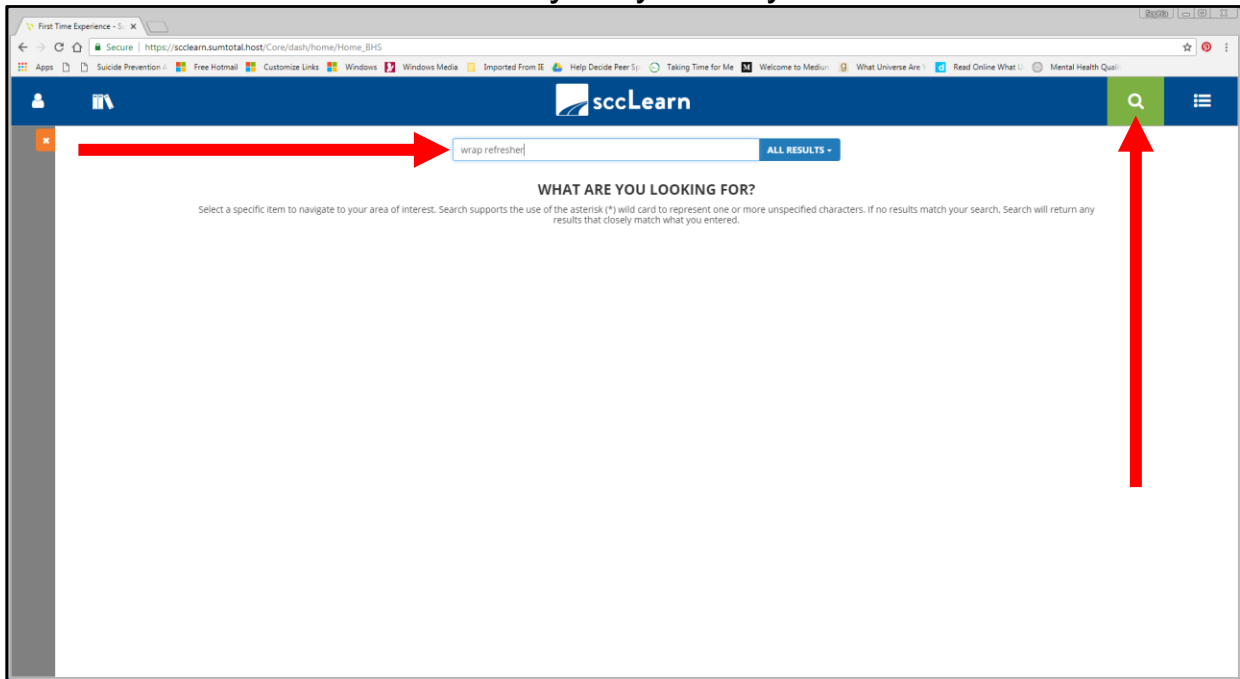 First Time Experience - S
Secure | https://scclearn.sumtotal.host/Core/dash/home/Home_BHS
Apps Suicide Prevention Free Hotmail Customize Links Windows Windows Media Imported From IE Help Decide Peer Sp Taking Time for Me Welcome to Medium What Universe Are Read Online What U Mental Health Quali
sccLearn
wrap refresher ALL RESULTS
WHAT ARE YOU LOOKING FOR?
Select a specific item to navigate to your area of interest. Search supports the use of the asterisk (*) wild card to represent one or more unspecified characters. If no results match your search, Search will return any
results that closely match what you entered.